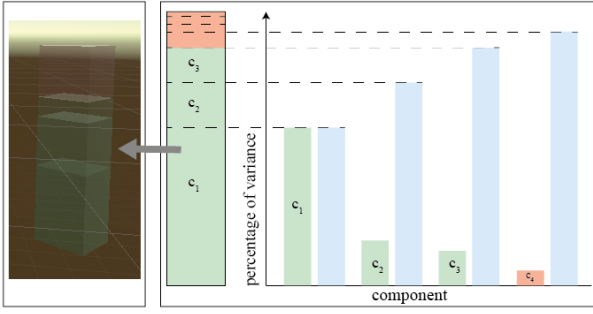 c3
c2
c1
percentage of variance
c1
c2
c3
c4
component